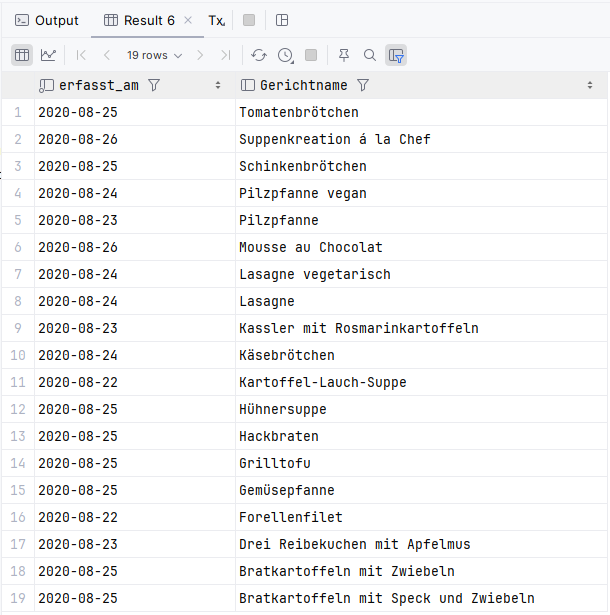 Output Result 6 Tx
19 rows
erfasst_am Gerichtname
1 2020-08-25 Tomatenbrötchen
2 2020-08-26 Suppenkreation á la Chef
3 2020-08-25 Schinkenbrötchen
4 2020-08-24 Pilzpfanne vegan
5 2020-08-23 Pilzpfanne
6 2020-08-26 Mousse au Chocolat
7 2020-08-24 Lasagne vegetarisch
8 2020-08-24 Lasagne
9 2020-08-23 Kassler mit Rosmarinkartoffeln
10 2020-08-24 Käsebrötchen
11 2020-08-22 Kartoffel-Lauch-Suppe
12 2020-08-25 Hühnersuppe
13 2020-08-25 Hackbraten
14 2020-08-25 Grilltofu
15 2020-08-25 Gemüsepfanne
16 2020-08-22 Forellenfilet
17 2020-08-23 Drei Reibekuchen mit Apfelmus
18 2020-08-25 Bratkartoffeln mit Zwiebeln
19 2020-08-25 Bratkartoffeln mit Speck und Zwiebeln